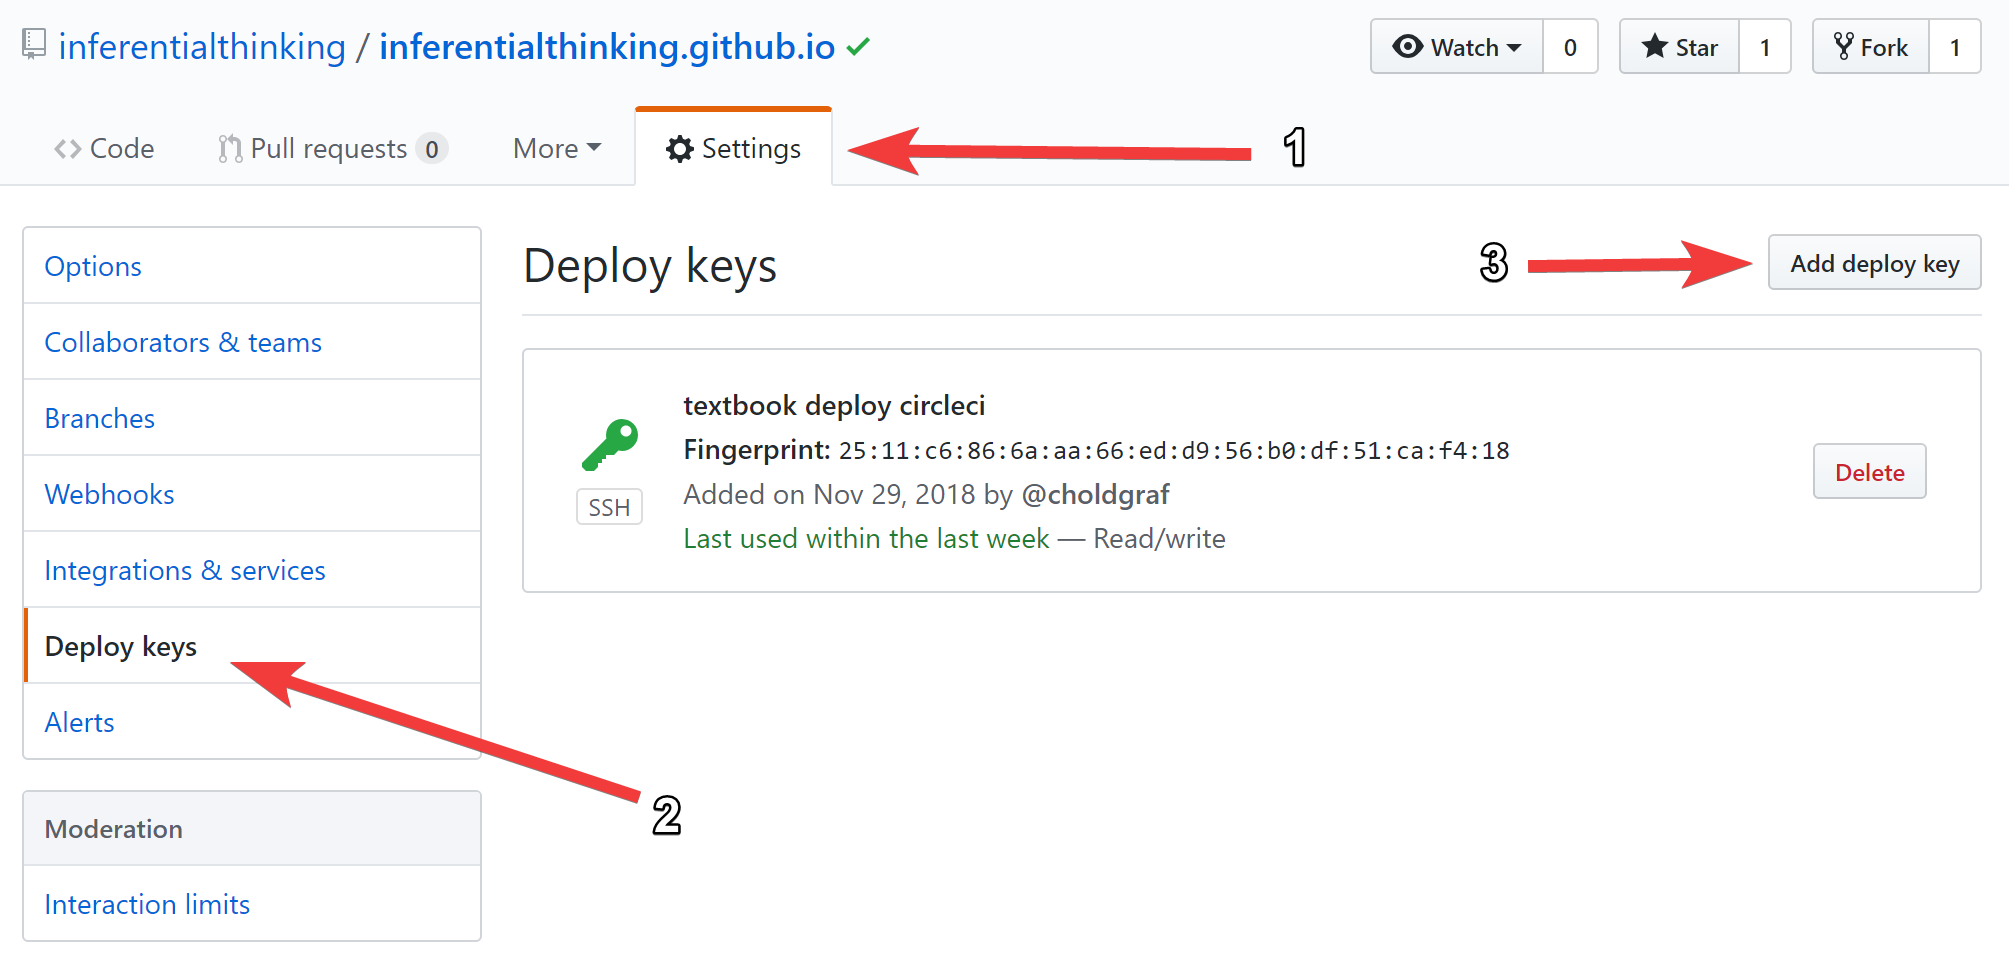 inferentialthinking / inferentialthinking.github.io
Watch 0
Star 1
Fork 1
Code
Pull requests 0
More
Settings
1
Options
Collaborators & teams
Branches
Webhooks
Integrations & services
Deploy keys
Alerts
2
Moderation
Interaction limits
Deploy keys
3
Add deploy key
textbook deploy circleci
Fingerprint: 25:11:c6:86:6a:aa:66:ed:d9:56:b0:df:51:ca:f4:18
Added on Nov 29, 2018 by @choldgraf
Last used within the last week — Read/write
SSH
Delete